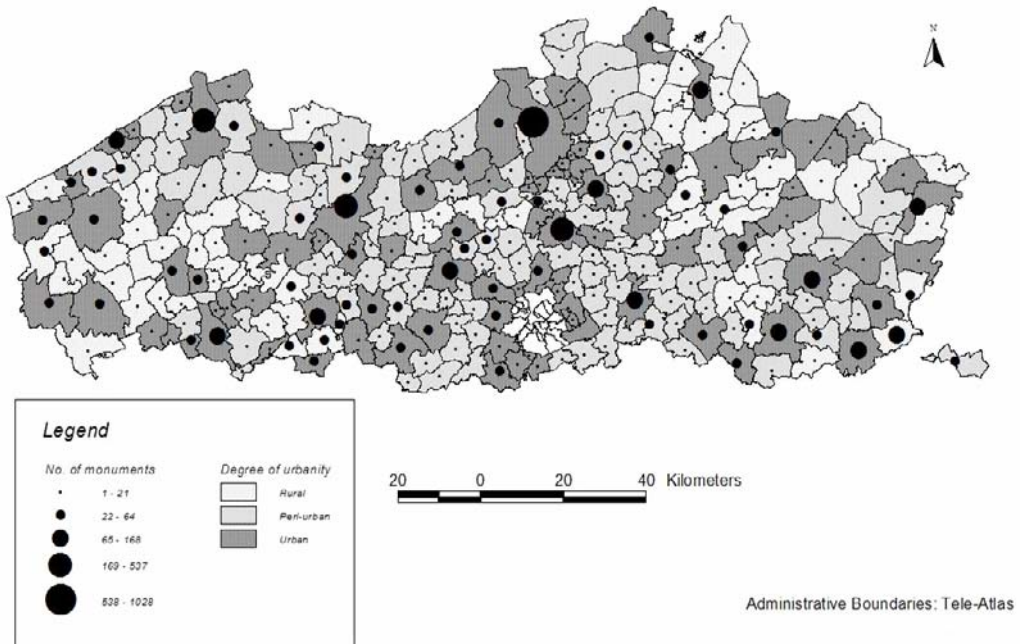 N
Legend
No. of monuments
1 - 21
22 - 64
65 - 168
169 - 537
538 - 1028
Degree of urbanity
Rural
Peri-urban
Urban
20 0 20 40 Kilometers
Administrative Boundaries: Tele-Atlas